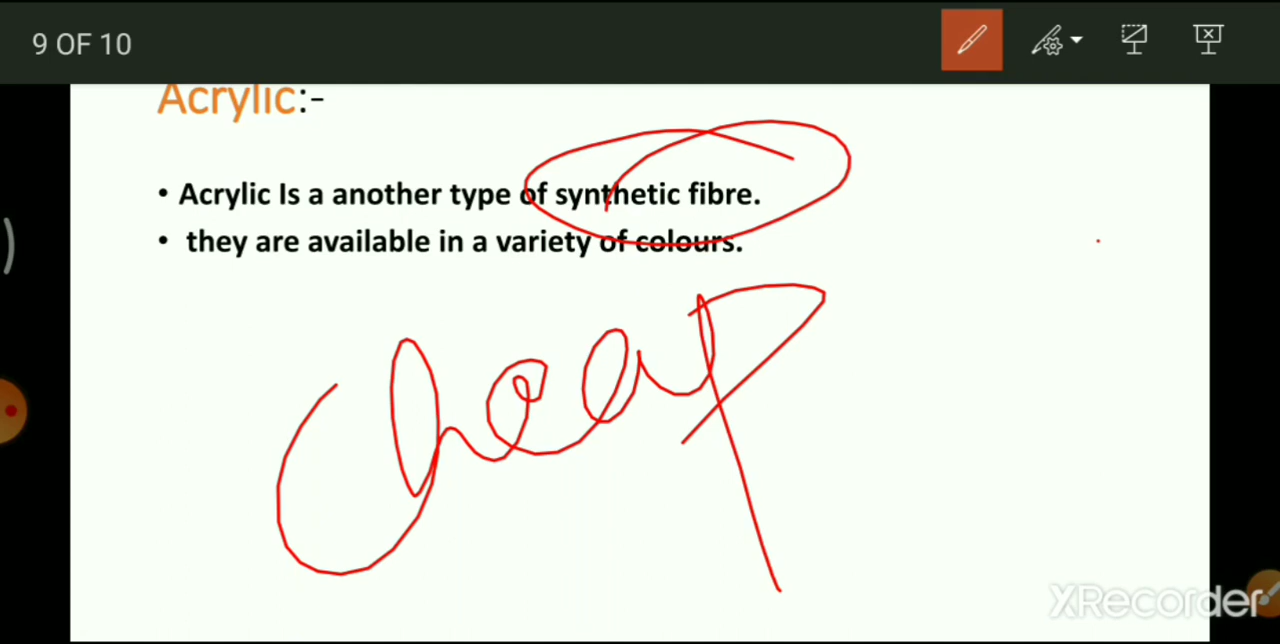 9 OF 10
Acrylic:-
• Acrylic Is a another type of synthetic fibre.
• they are available in a variety of colours.
cheap
XRecorder